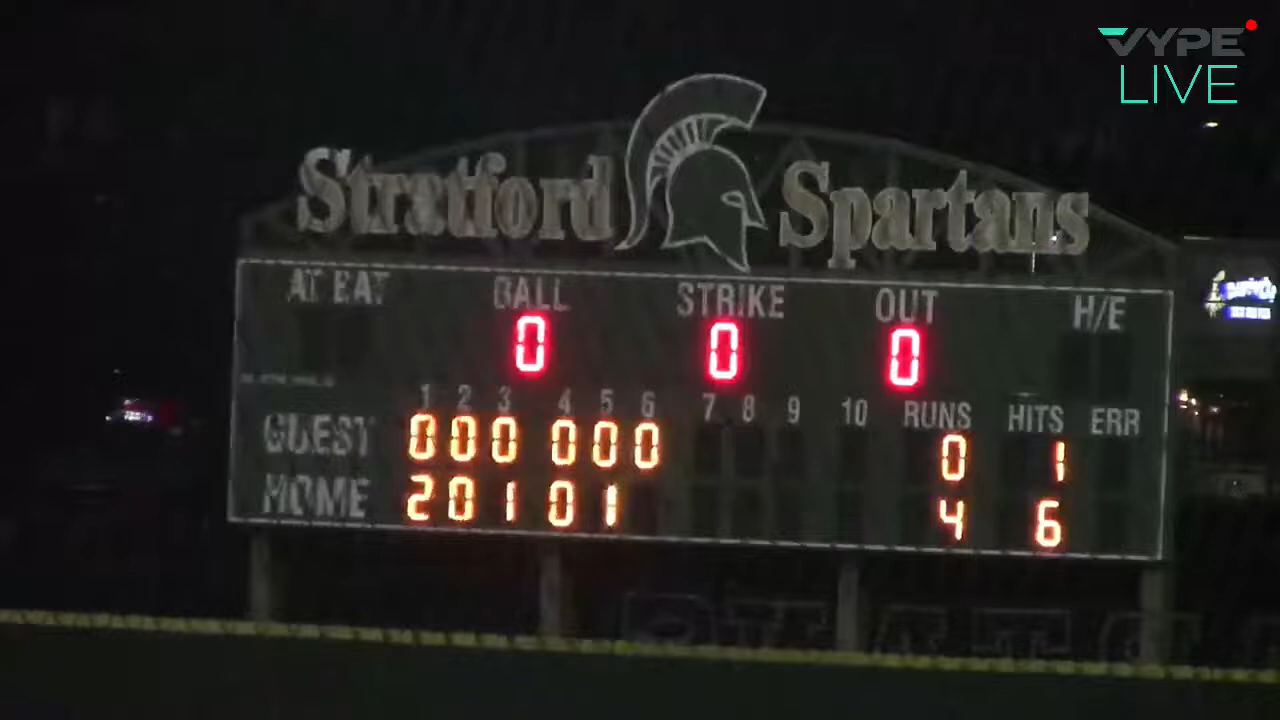 VYPE
LIVE
Stratford Spartans
AT BAT BALL STRIKE OUT H/E
0 0 0
1 2 3 4 5 6 7 8 9 10 RUNS HITS ERR
GUEST 0 0 0 0 0 0 0 1
HOME 2 0 1 0 1 4 6